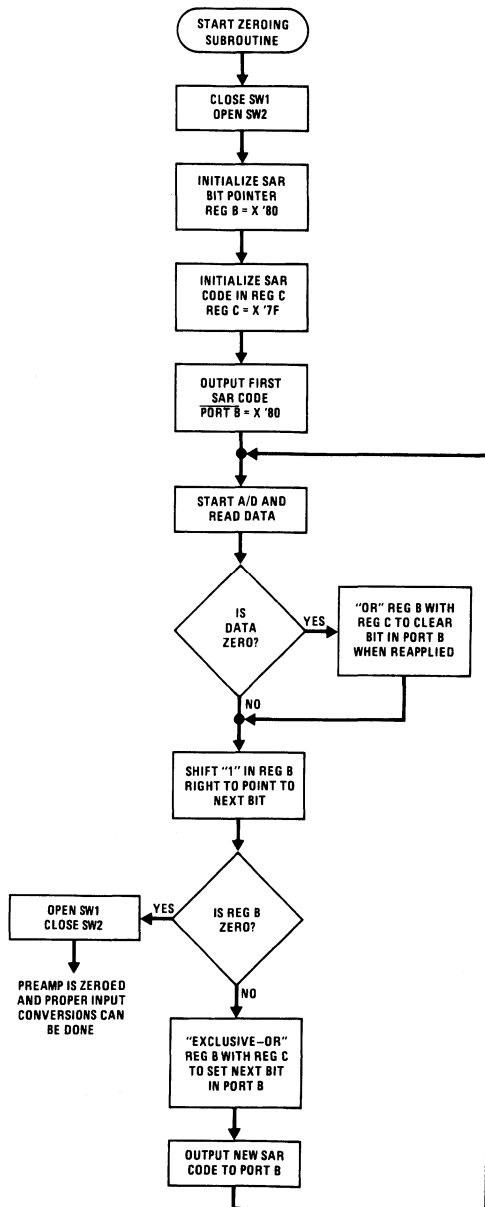 START ZEROING
SUBROUTINE
CLOSE SW1
OPEN SW2
INITIALIZE SAR
BIT POINTER
REG B = X '80
INITIALIZE SAR
CODE IN REG C
REG C = X '7F
OUTPUT FIRST
SAR CODE
PORT B = X '80
START A/D AND
READ DATA
IS
DATA
ZERO?
YES
"OR" REG B WITH
REG C TO CLEAR
BIT IN PORT B
WHEN REAPPLIED
NO
SHIFT "1" IN REG B
RIGHT TO POINT TO
NEXT BIT
IS REG B
ZERO?
YES
OPEN SW1
CLOSE SW2
PREAMP IS ZEROED
AND PROPER INPUT
CONVERSIONS CAN
BE DONE
NO
"EXCLUSIVE–OR"
REG B WITH REG C
TO SET NEXT BIT
IN PORT B
OUTPUT NEW SAR
CODE TO PORT B